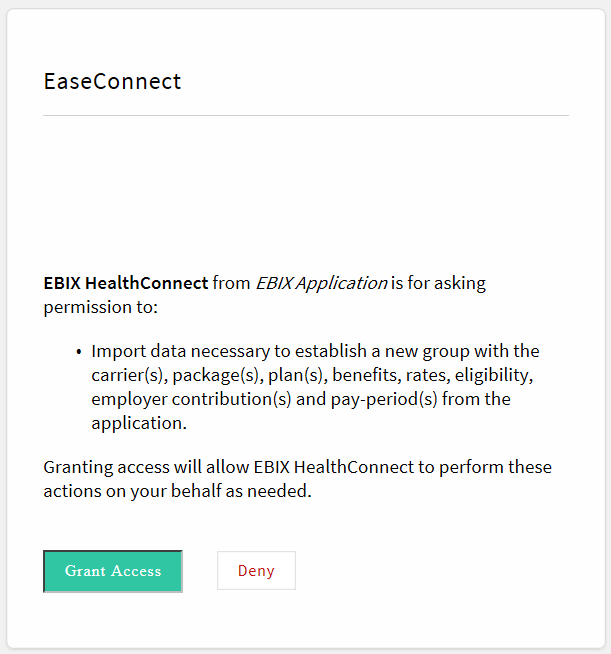 EaseConnect
EBIX HealthConnect from EBIX Application is for asking
permission to:
• Import data necessary to establish a new group with the
carrier(s), package(s), plan(s), benefits, rates, eligibility,
employer contribution(s) and pay-period(s) from the
application.
Granting access will allow EBIX HealthConnect to perform these
actions on your behalf as needed.
Grant Access
Deny